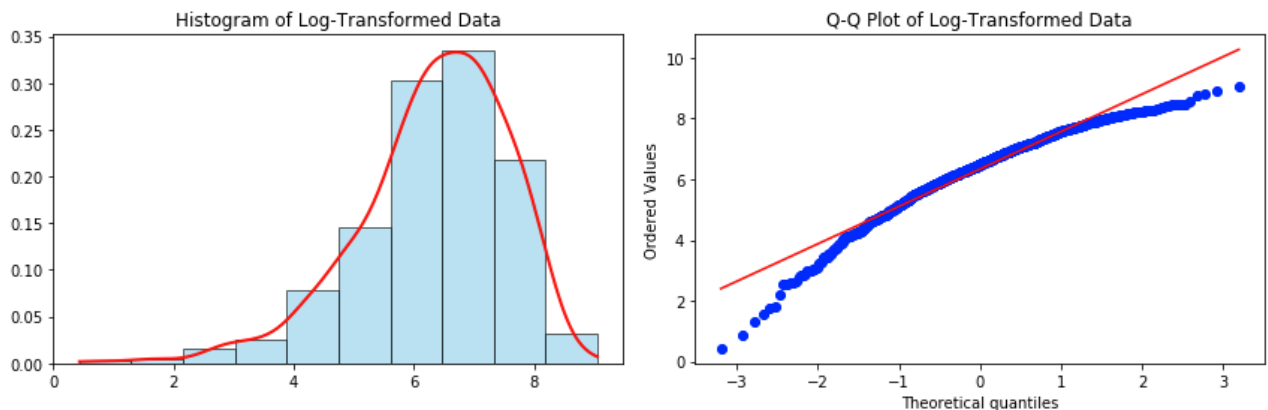 Histogram of Log-Transformed Data
0.35
0.30
0.25
0.20
0.15
0.10
0.05
0.00
0 2 4 6 8
Q-Q Plot of Log-Transformed Data
Ordered Values
10
8
6
4
2
0
−3 −2 −1 0 1 2 3
Theoretical quantiles